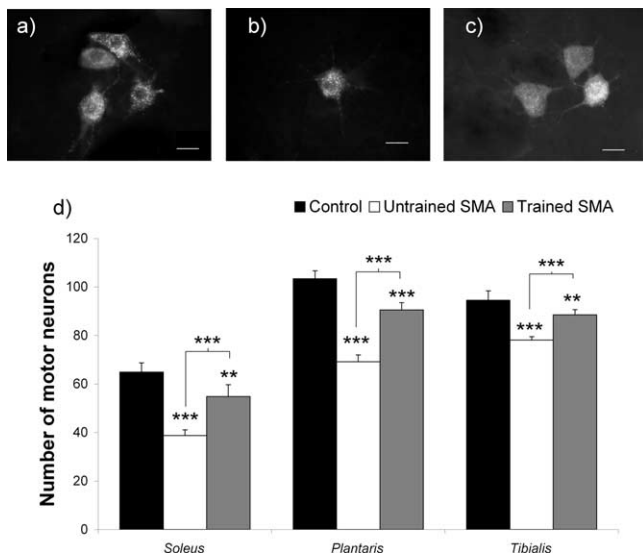 a)
b)
c)
d)
Control Untrained SMA Trained SMA
Number of motor neurons
120
100
80
60
40
20
0
***
***
**
***
***
***
***
***
**
Soleus Plantaris Tibialis